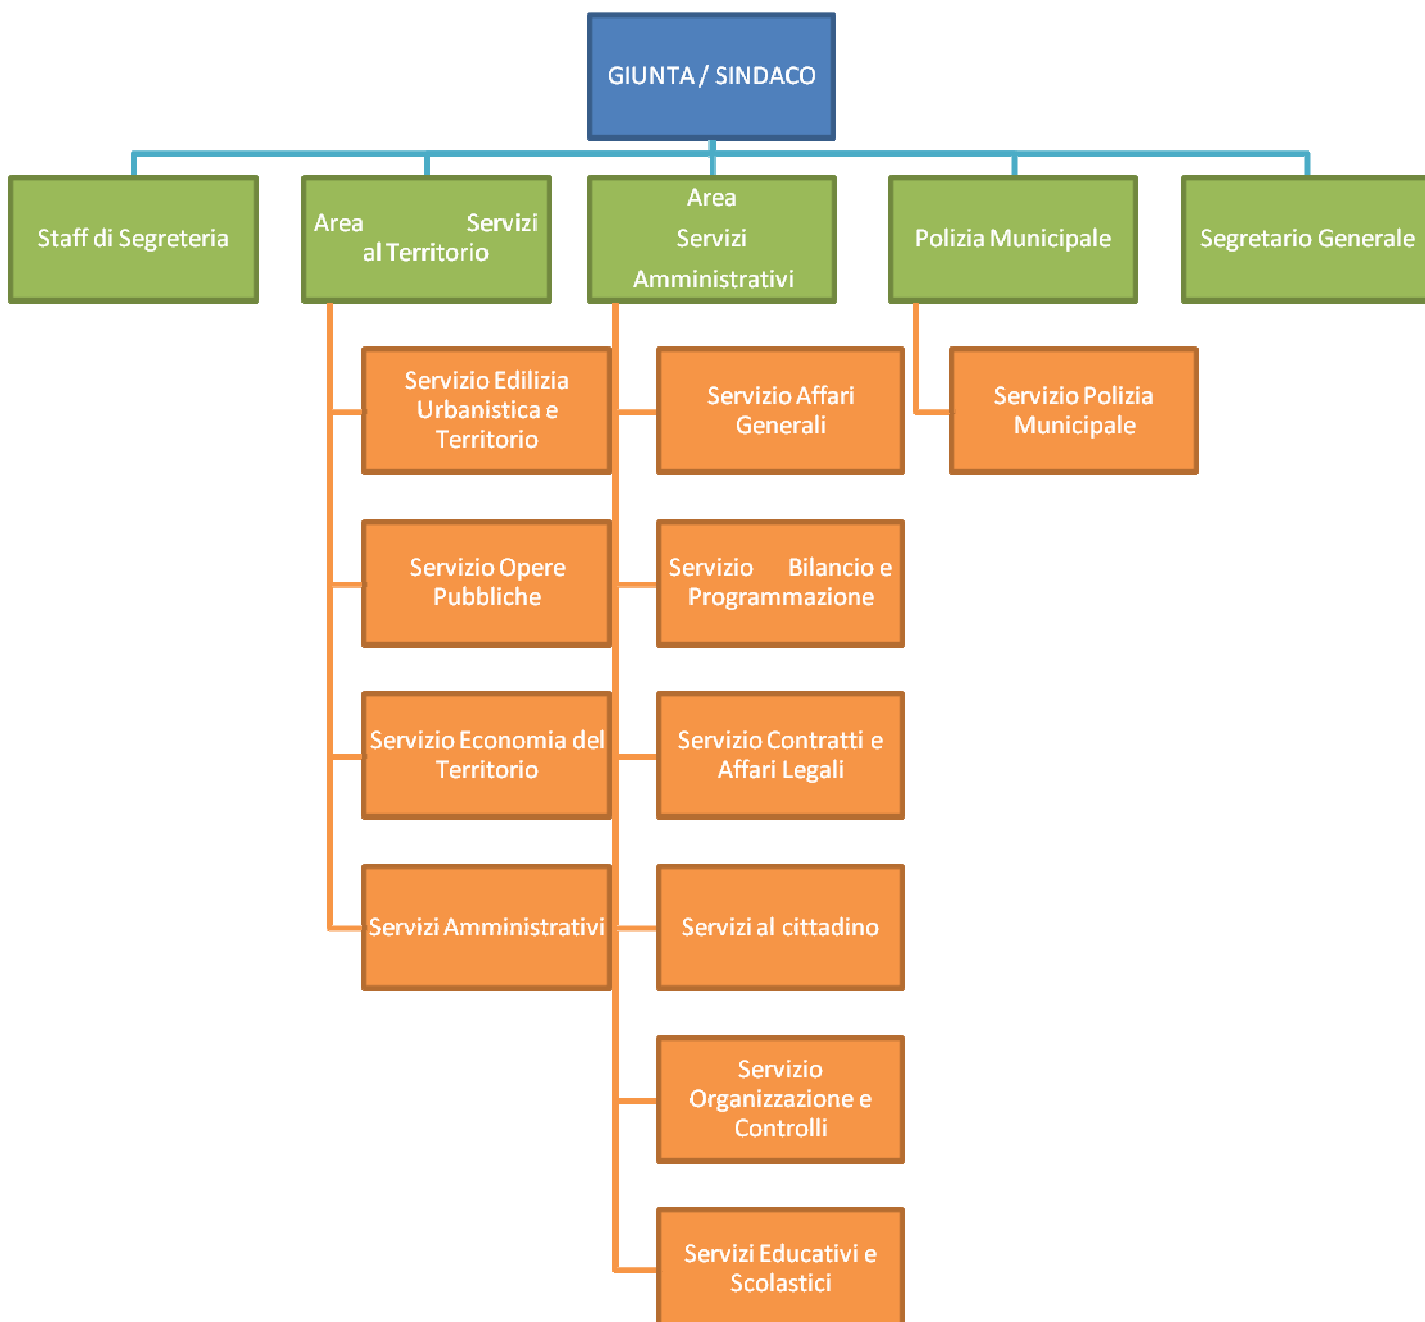 GIUNTA / SINDACO
Staff di Segreteria
Area Servizi
al Territorio
Area
Servizi
Amministrativi
Polizia Municipale
Segretario Generale
Servizio Edilizia
Urbanistica e
Territorio
Servizio Affari
Generali
Servizio Polizia
Municipale
Servizio Opere
Pubbliche
Servizio Bilancio e
Programmazione
Servizio Economia del
Territorio
Servizio Contratti e
Affari Legali
Servizi Amministrativi
Servizi al cittadino
Servizio
Organizzazione e
Controlli
Servizi Educativi e
Scolastici